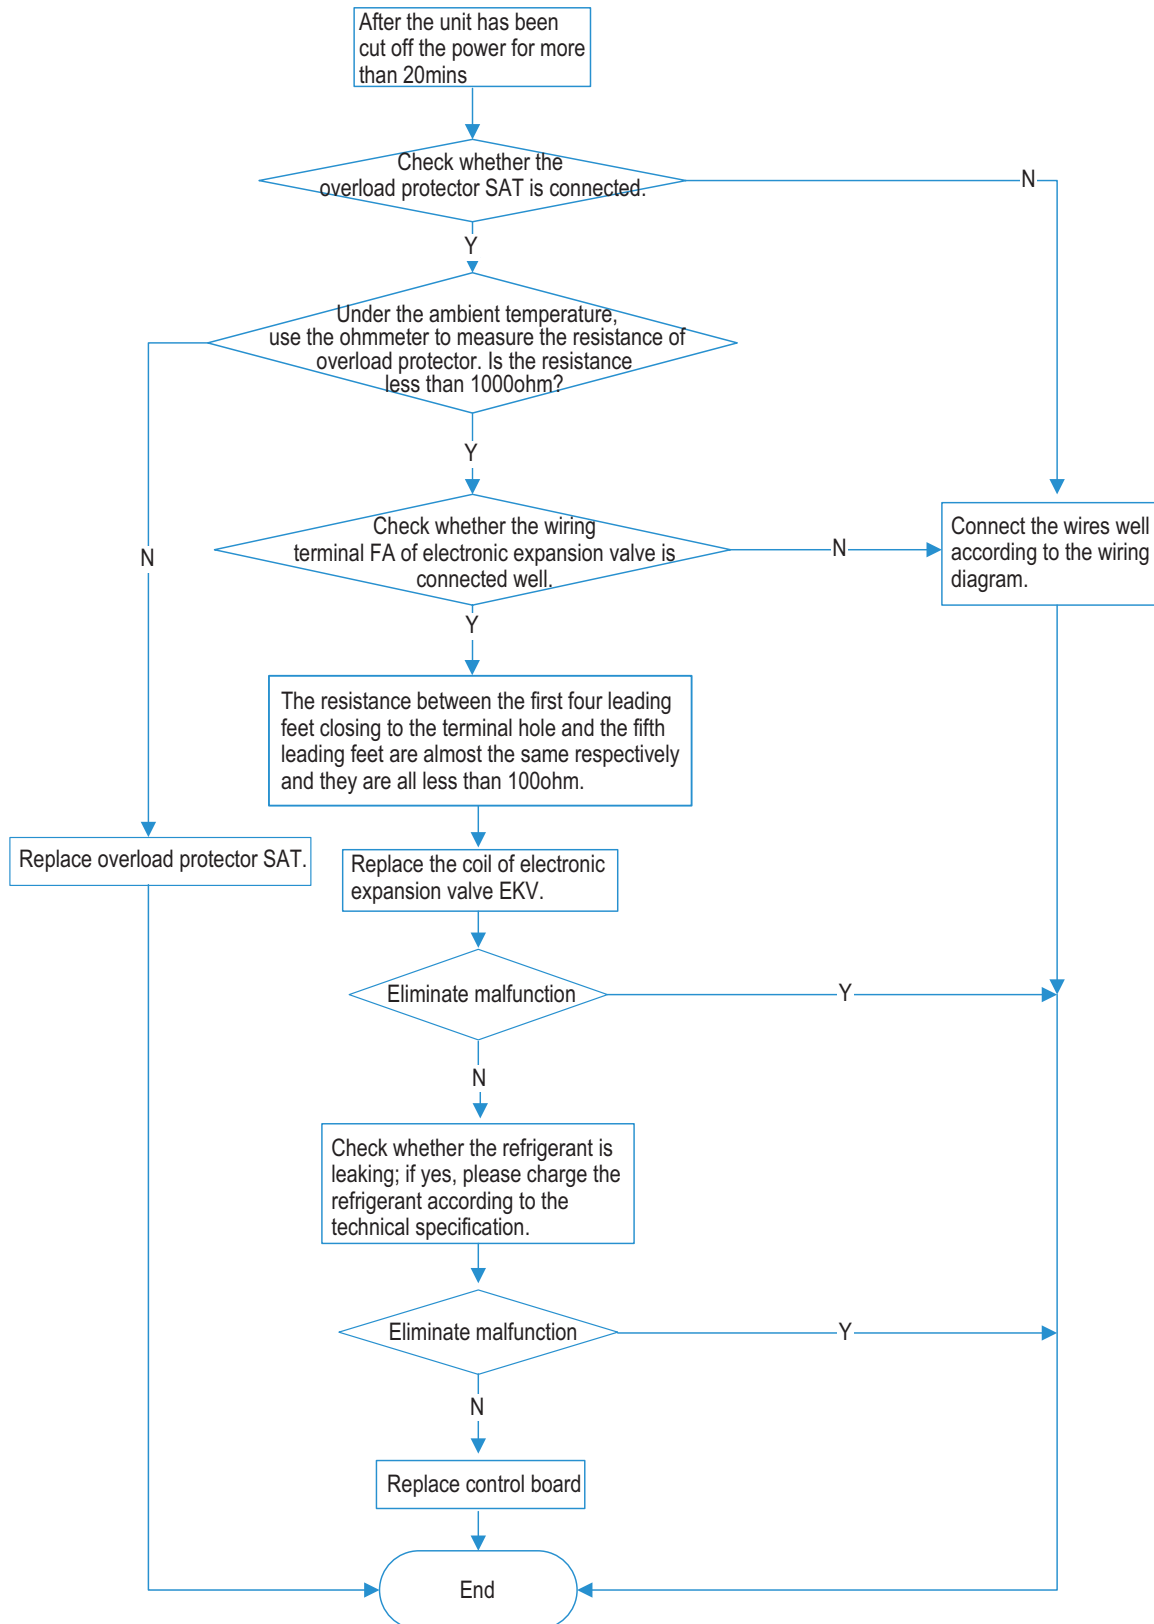 After the unit has been
cut off the power for more
than 20mins
Check whether the
overload protector SAT is connected.
N
Y
Under the ambient temperature,
use the ohmmeter to measure the resistance of
overload protector. Is the resistance
less than 1000ohm?
Y
N
Check whether the wiring
terminal FA of electronic expansion valve is
connected well.
N
Connect the wires well
according to the wiring
diagram.
Y
The resistance between the first four leading
feet closing to the terminal hole and the fifth
leading feet are almost the same respectively
and they are all less than 100ohm.
Replace overload protector SAT.
Replace the coil of electronic
expansion valve EKV.
Eliminate malfunction
Y
N
Check whether the refrigerant is
leaking; if yes, please charge the
refrigerant according to the
technical specification.
Eliminate malfunction
Y
N
Replace control board
End